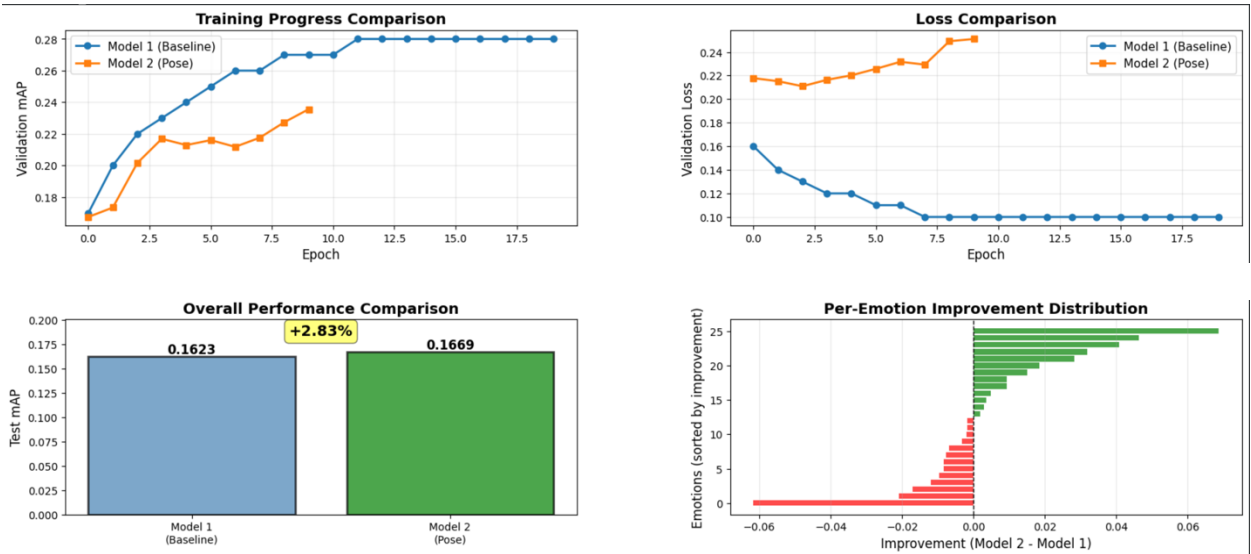 Training Progress Comparison
Model 1 (Baseline)
Model 2 (Pose)
Validation mAP
0.28
0.26
0.24
0.22
0.20
0.18
0.0 2.5 5.0 7.5 10.0 12.5 15.0 17.5
Epoch
Loss Comparison
Model 1 (Baseline)
Model 2 (Pose)
Validation Loss
0.24
0.22
0.20
0.18
0.16
0.14
0.12
0.10
0.0 2.5 5.0 7.5 10.0 12.5 15.0 17.5
Epoch
Overall Performance Comparison
+2.83%
0.1623
0.1669
Test mAP
0.200
0.175
0.150
0.125
0.100
0.075
0.050
0.025
0.000
Model 1
(Baseline)
Model 2
(Pose)
Per-Emotion Improvement Distribution
Emotions (sorted by improvement)
25
20
15
10
5
0
−0.06 −0.04 −0.02 0.00 0.02 0.04 0.06
Improvement (Model 2 - Model 1)